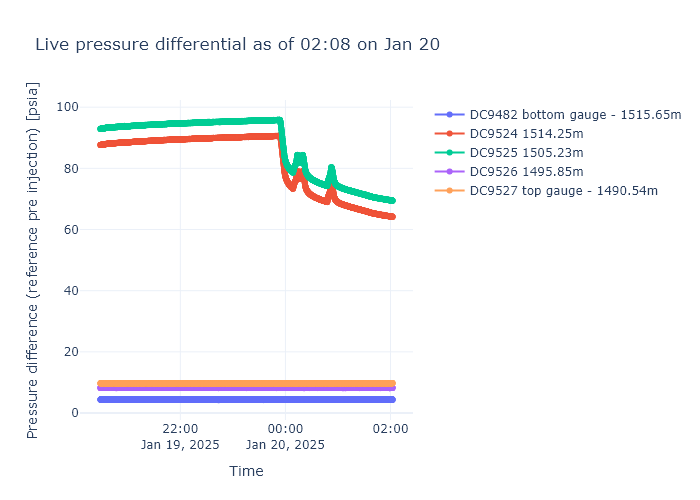 Live pressure differential as of 02:08 on Jan 20
Pressure difference (reference pre injection) [psia]
100
80
60
40
20
0
22:00
Jan 19, 2025
00:00
Jan 20, 2025
02:00
Time
DC9482 bottom gauge - 1515.65m
DC9524 1514.25m
DC9525 1505.23m
DC9526 1495.85m
DC9527 top gauge - 1490.54m